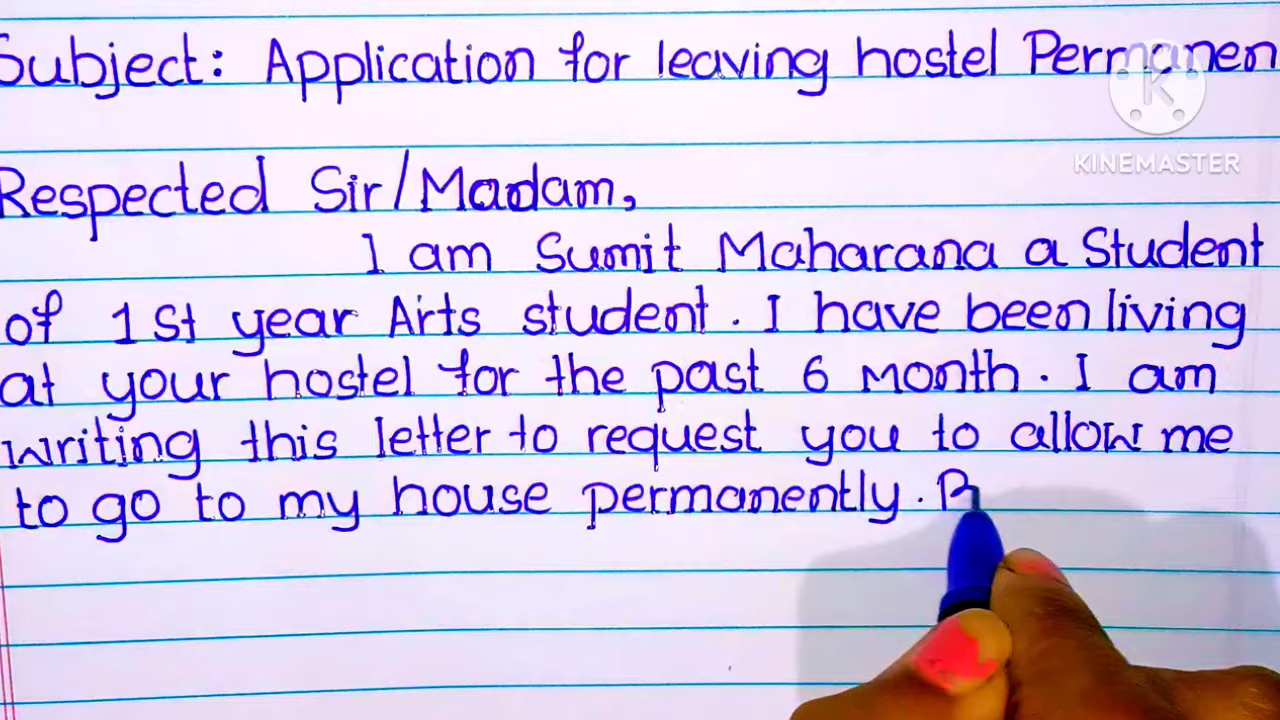 Subject: Application for leaving hostel Permanen
KINEMASTER
Respected Sir/Madam,
I am Sumit Maharana a Student
of 1st year Arts student. I have been living
at your hostel for the past 6 month. I am
writing this letter to request you to allow me
to go to my house permanently. B